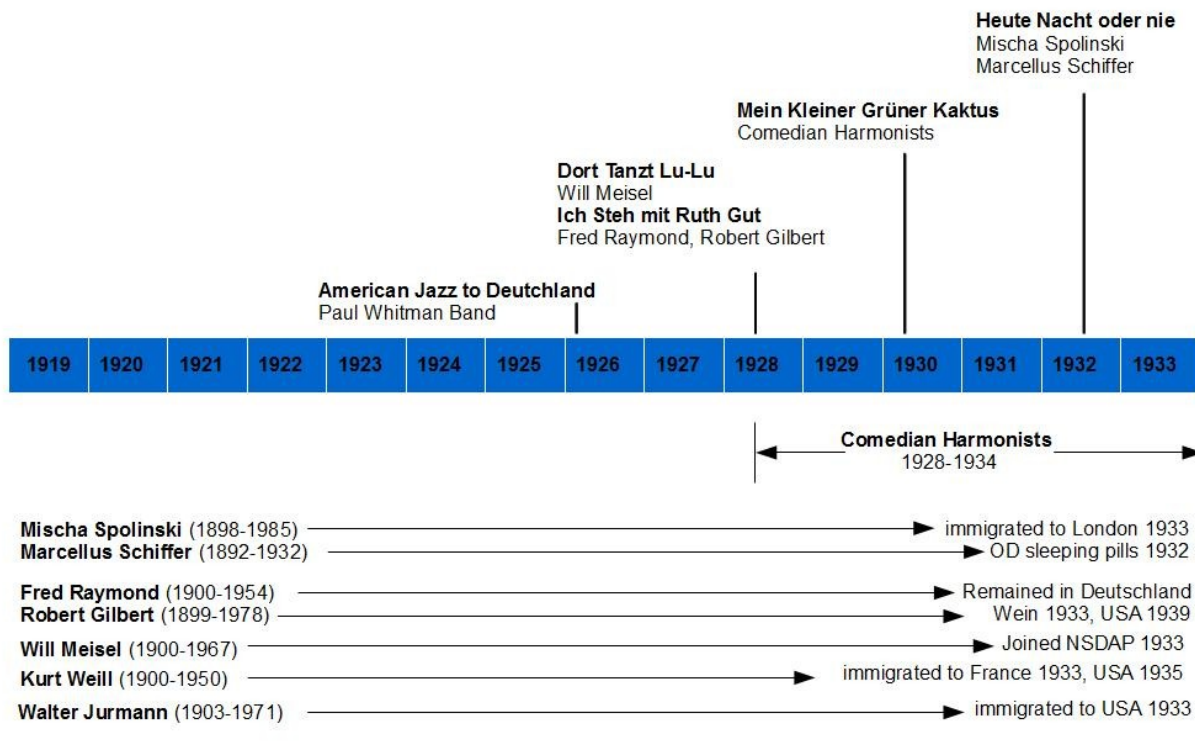 Heute Nacht oder nie
Mischa Spolinski
Marcellus Schiffer
Mein Kleiner Grüner Kaktus
Comedian Harmonists
Dort Tanzt Lu-Lu
Will Meisel
Ich Steh mit Ruth Gut
Fred Raymond, Robert Gilbert
American Jazz to Deutchland
Paul Whitman Band
1919 1920 1921 1922 1923 1924 1925 1926 1927 1928 1929 1930 1931 1932 1933
Comedian Harmonists
1928-1934
Mischa Spolinski (1898-1985) immigrated to London 1933
Marcellus Schiffer (1892-1932) OD sleeping pills 1932
Fred Raymond (1900-1954) Remained in Deutschland
Robert Gilbert (1899-1978) Wein 1933, USA 1939
Will Meisel (1900-1967) Joined NSDAP 1933
Kurt Weill (1900-1950) immigrated to France 1933, USA 1935
Walter Jurmann (1903-1971) immigrated to USA 1933